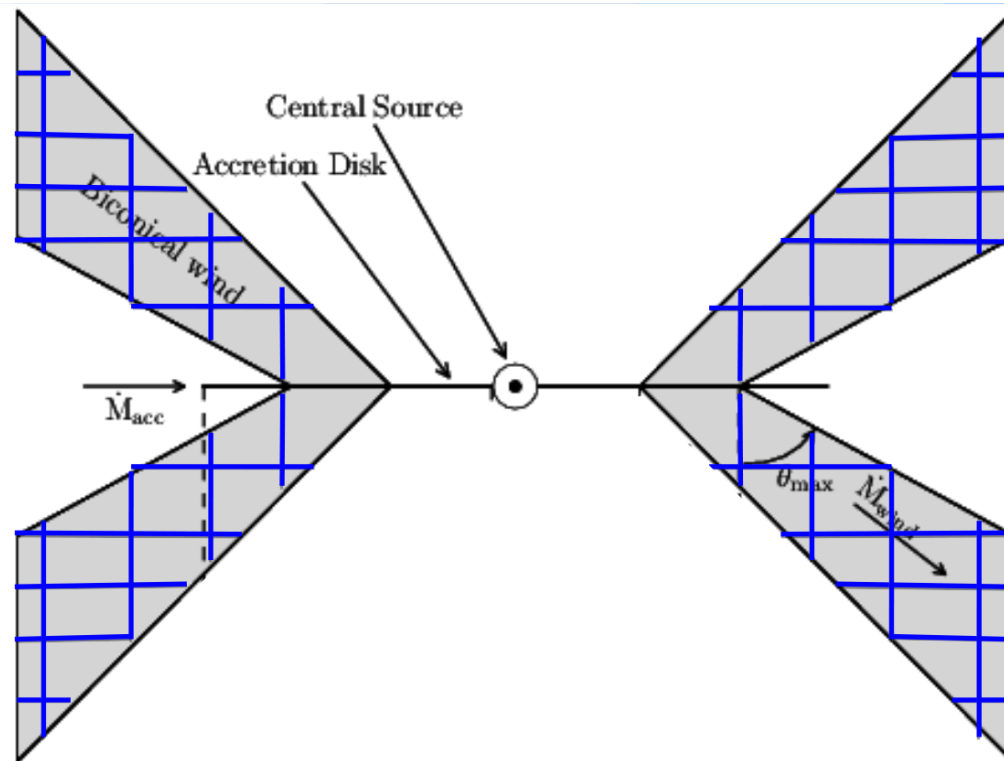 Central Source
Accretion Disk
Biconical wind
Ṁacc
θmax
Ṁwind